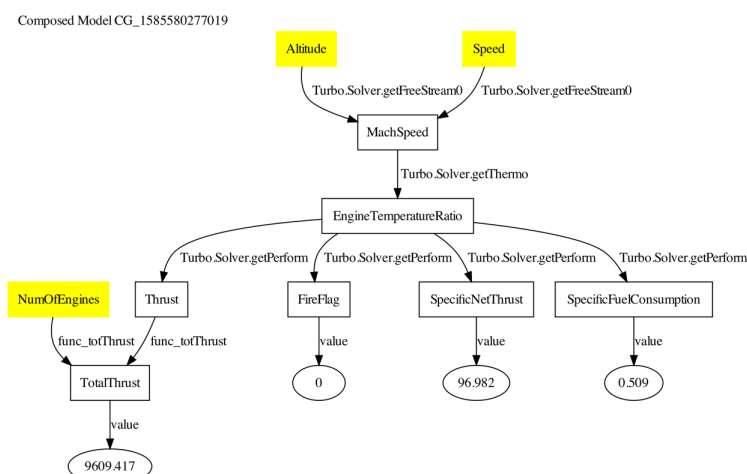 Composed Model CG_1585580277019
Altitude
Speed
Turbo.Solver.getFreeStream0
Turbo.Solver.getFreeStream0
MachSpeed
Turbo.Solver.getThermo
EngineTemperatureRatio
Turbo.Solver.getPerform
Turbo.Solver.getPerform
Turbo.Solver.getPerform
Turbo.Solver.getPerform
NumOfEngines
Thrust
FireFlag
SpecificNetThrust
SpecificFuelConsumption
func_totThrust
func_totThrust
value
value
value
TotalThrust
0
96.982
0.509
value
9609.417